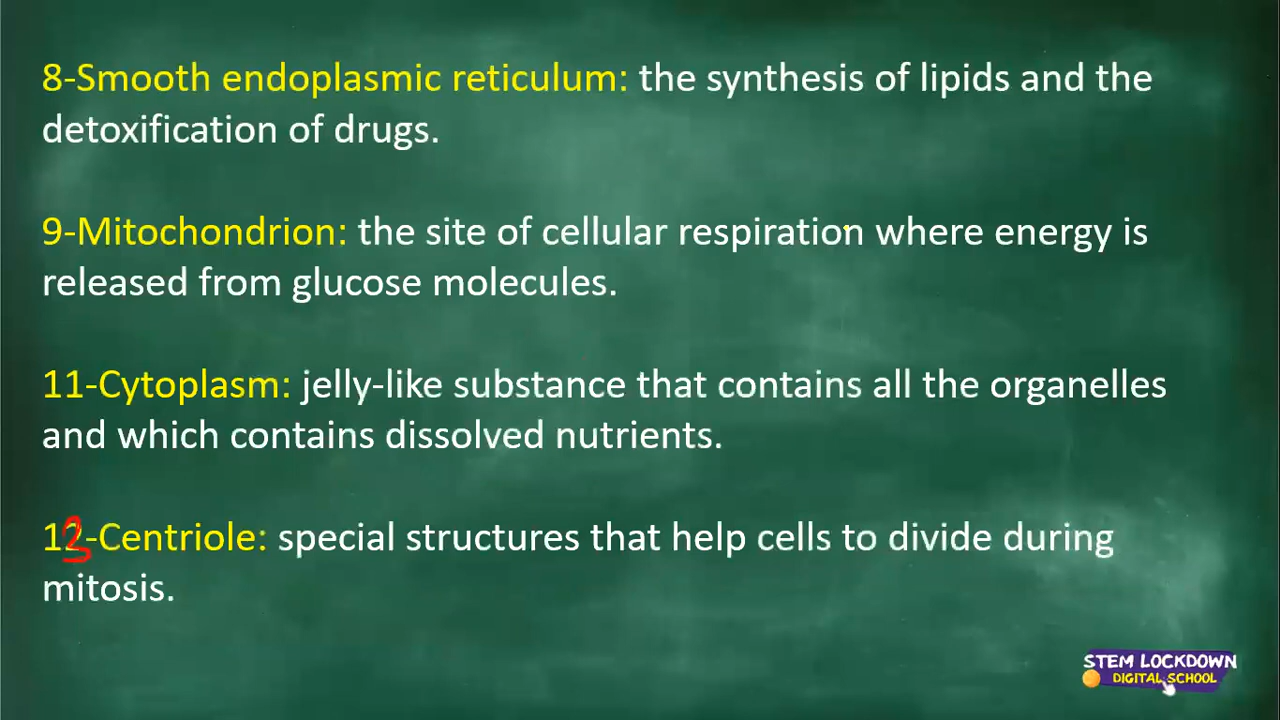 8-Smooth endoplasmic reticulum: the synthesis of lipids and the
detoxification of drugs.
9-Mitochondrion: the site of cellular respiration where energy is
released from glucose molecules.
11-Cytoplasm: jelly-like substance that contains all the organelles
and which contains dissolved nutrients.
12-Centriole: special structures that help cells to divide during
mitosis.
STEM LOCKDOWN
DIGITAL SCHOOL